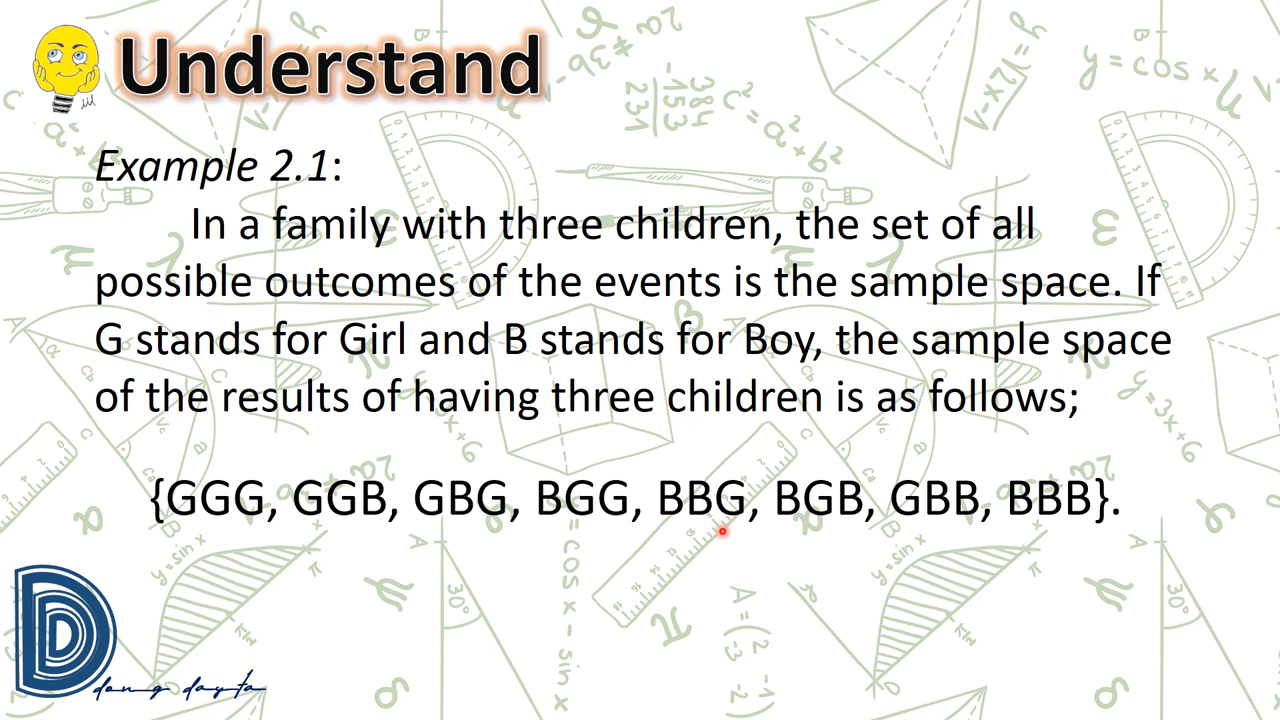 Understand
Example 2.1:
In a family with three children, the set of all
possible outcomes of the events is the sample space. If
G stands for Girl and B stands for Boy, the sample space
of the results of having three children is as follows;
{GGG, GGB, GBG, BGG, BBG, BGB, GBB, BBB}.
dang dayta